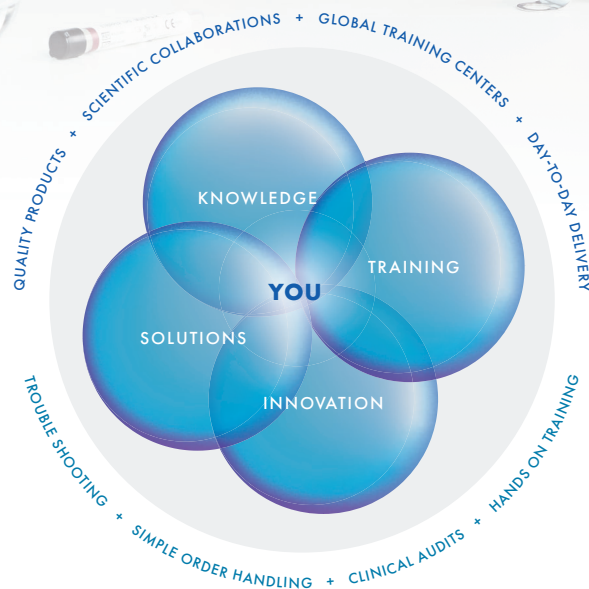 QUALITY PRODUCTS + SCIENTIFIC COLLABORATIONS + GLOBAL TRAINING CENTERS + DAY-TO-DAY DELIVERY
KNOWLEDGE
TRAINING
YOU
SOLUTIONS
INNOVATION
TROUBLE SHOOTING + SIMPLE ORDER HANDLING + CLINICAL AUDITS + HANDS ON TRAINING